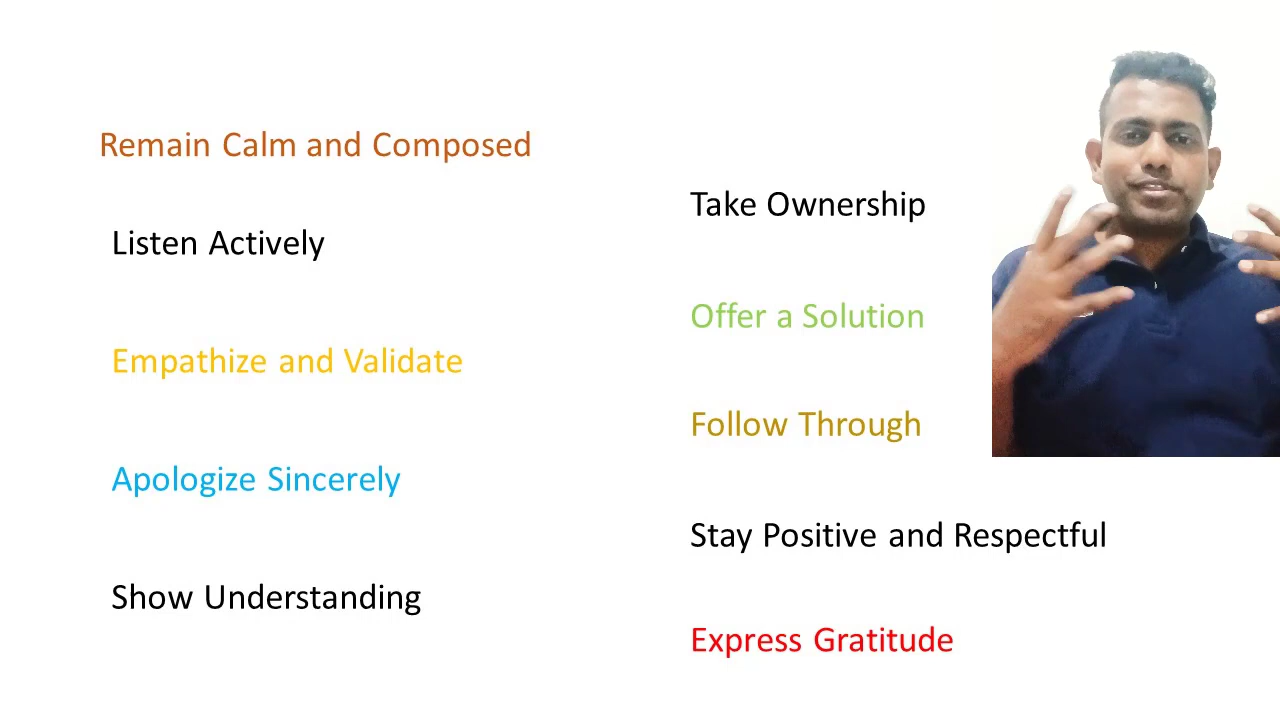 Remain Calm and Composed
Listen Actively
Empathize and Validate
Apologize Sincerely
Show Understanding
Take Ownership
Offer a Solution
Follow Through
Stay Positive and Respectful
Express Gratitude